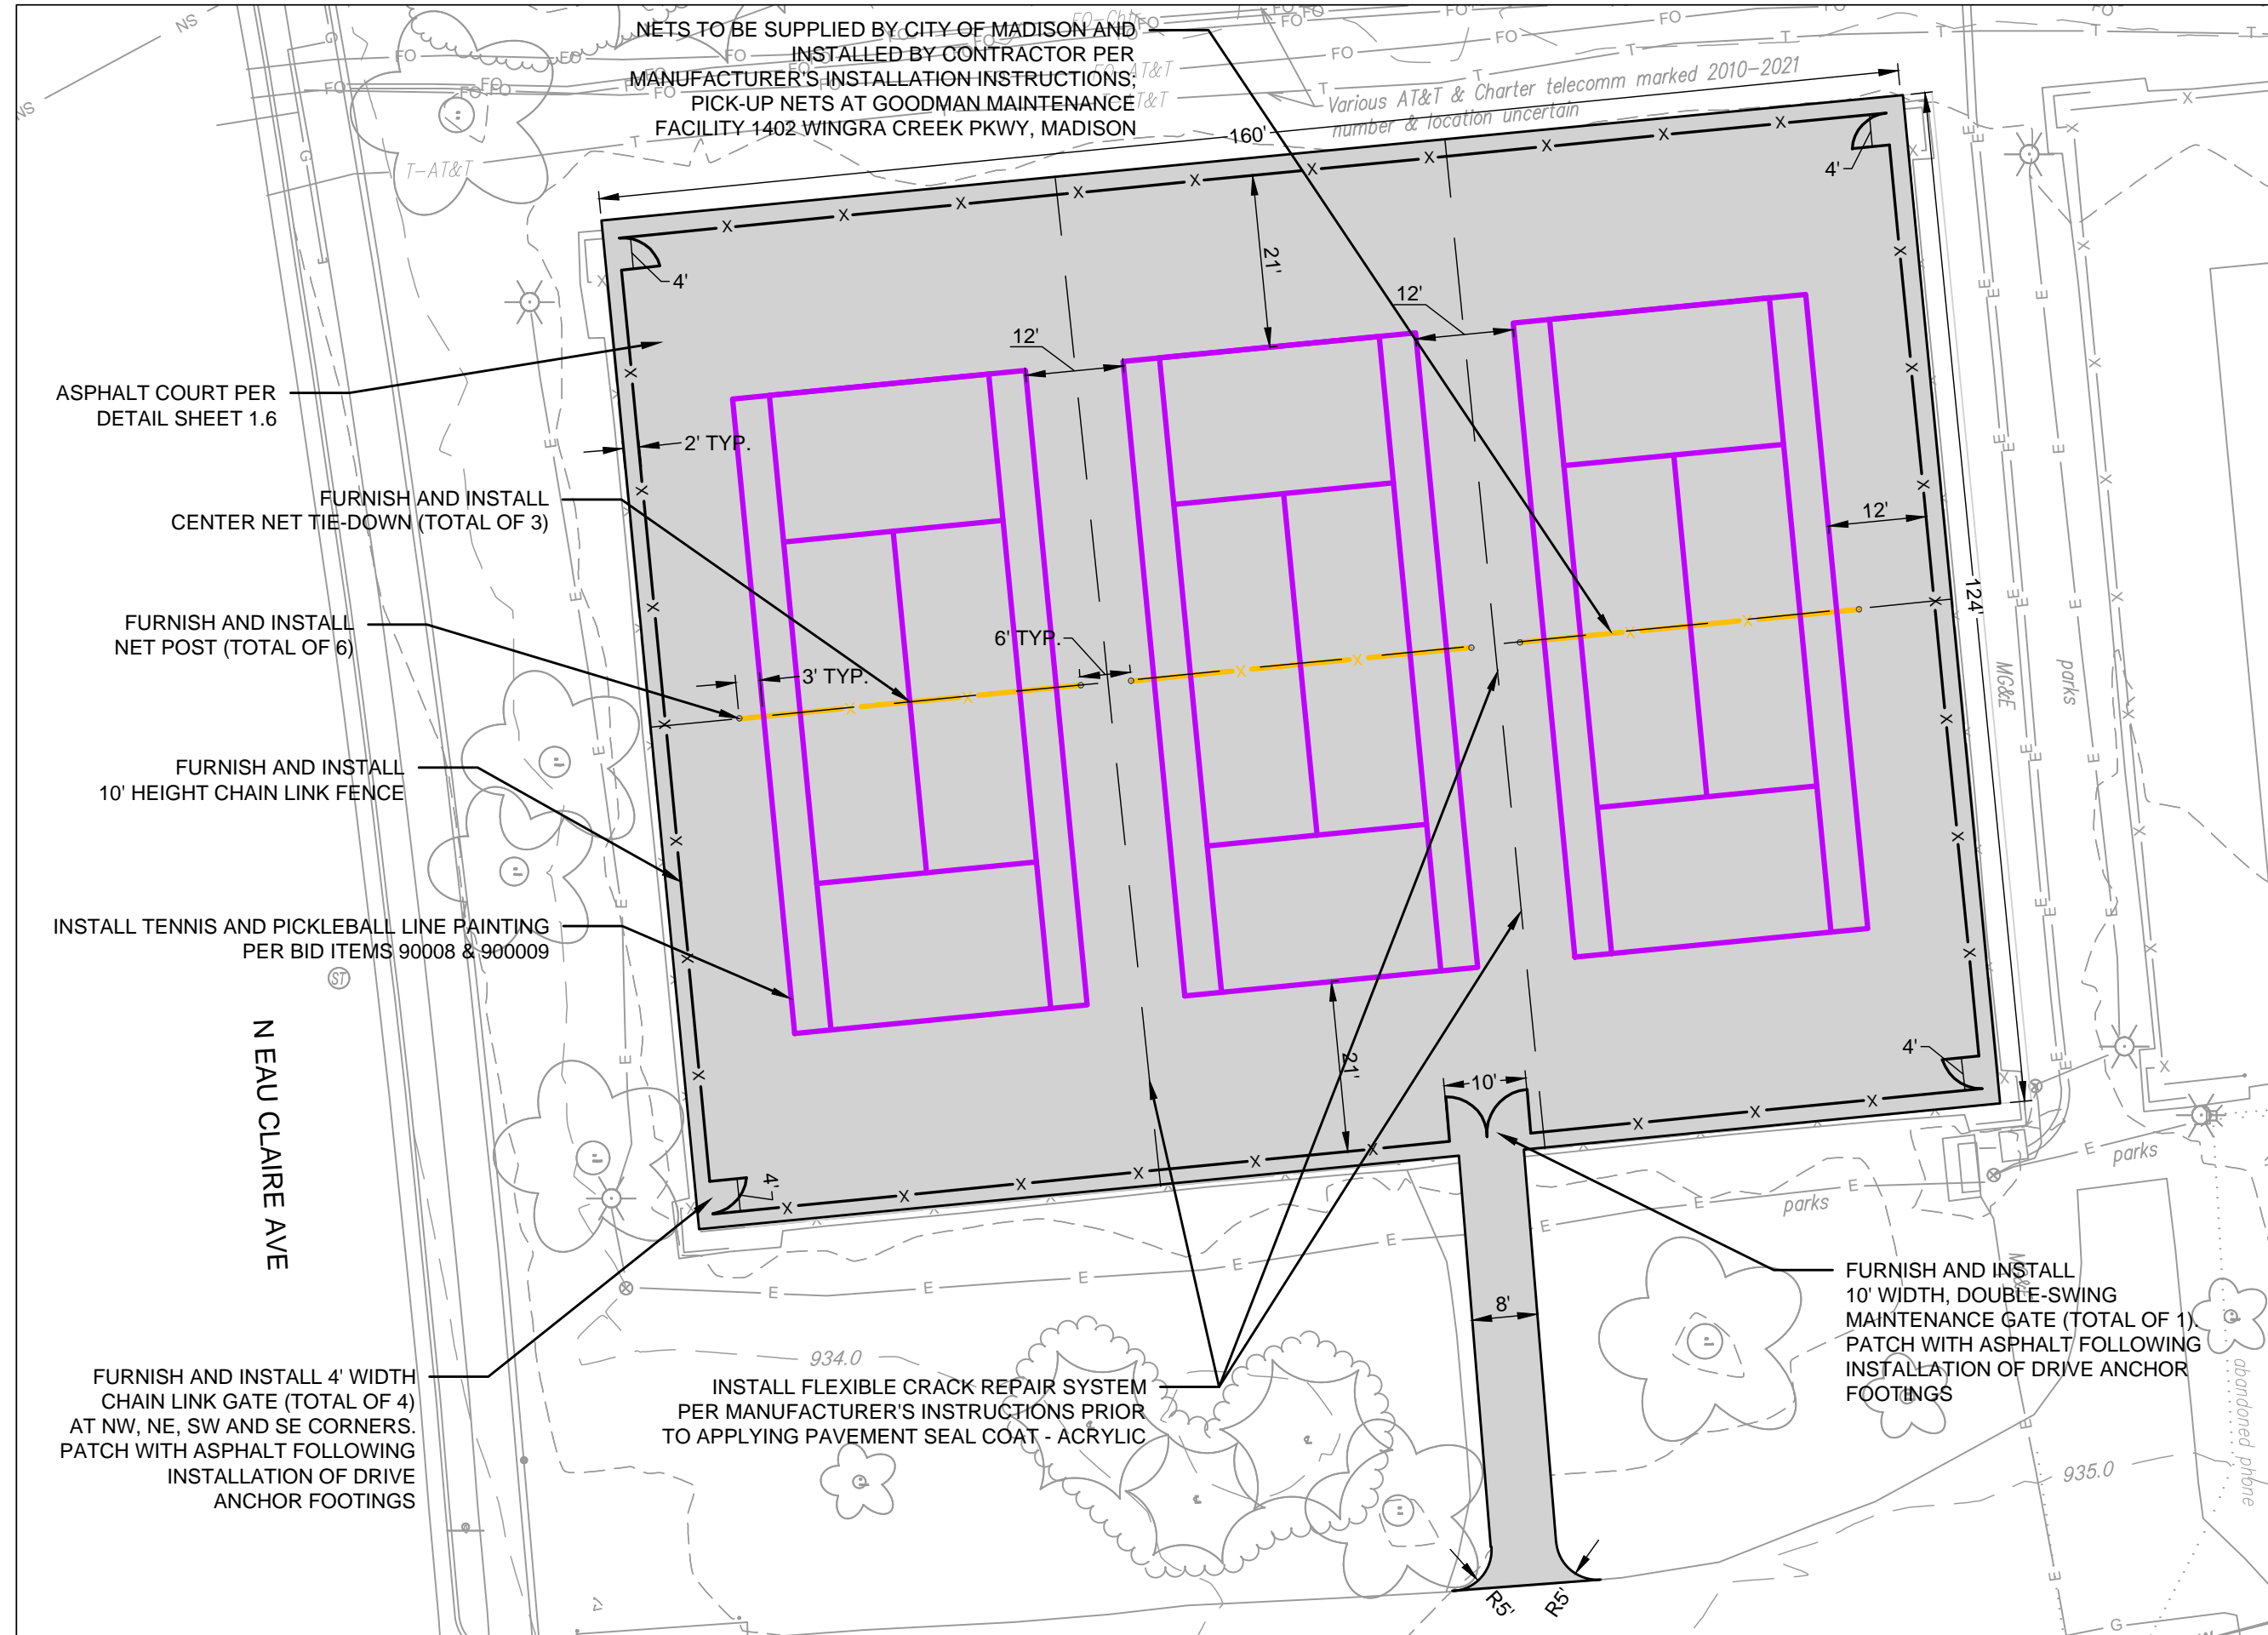 NETS TO BE SUPPLIED BY CITY OF MADISON AND
INSTALLED BY CONTRACTOR PER
MANUFACTURER'S INSTALLATION INSTRUCTIONS;
PICK-UP NETS AT GOODMAN MAINTENANCE
FACILITY 1402 WINGRA CREEK PKWY, MADISON
Various AT&T & Charter telecomm marked 2010-2021
number & location uncertain
T-AT&T
160'
4'
4'
21'
12'
12'
ASPHALT COURT PER
DETAIL SHEET 1.6
2' TYP.
FURNISH AND INSTALL
CENTER NET TIE-DOWN (TOTAL OF 3)
12'
124'
FURNISH AND INSTALL
NET POST (TOTAL OF 6)
6' TYP.
3' TYP.
MG&E
parks
FURNISH AND INSTALL
10' HEIGHT CHAIN LINK FENCE
INSTALL TENNIS AND PICKLEBALL LINE PAINTING
PER BID ITEMS 90008 & 900009
ST
N EAU CLAIRE AVE
21'
10'
4'
4'
parks
parks
8'
FURNISH AND INSTALL
10' WIDTH, DOUBLE-SWING
MAINTENANCE GATE (TOTAL OF 1).
PATCH WITH ASPHALT FOLLOWING
INSTALLATION OF DRIVE ANCHOR
FOOTINGS
934.0
FURNISH AND INSTALL 4' WIDTH
CHAIN LINK GATE (TOTAL OF 4)
AT NW, NE, SW AND SE CORNERS.
PATCH WITH ASPHALT FOLLOWING
INSTALLATION OF DRIVE
ANCHOR FOOTINGS
INSTALL FLEXIBLE CRACK REPAIR SYSTEM
PER MANUFACTURER'S INSTRUCTIONS PRIOR
TO APPLYING PAVEMENT SEAL COAT - ACRYLIC
abandoned phone
935.0
R5'
R5'